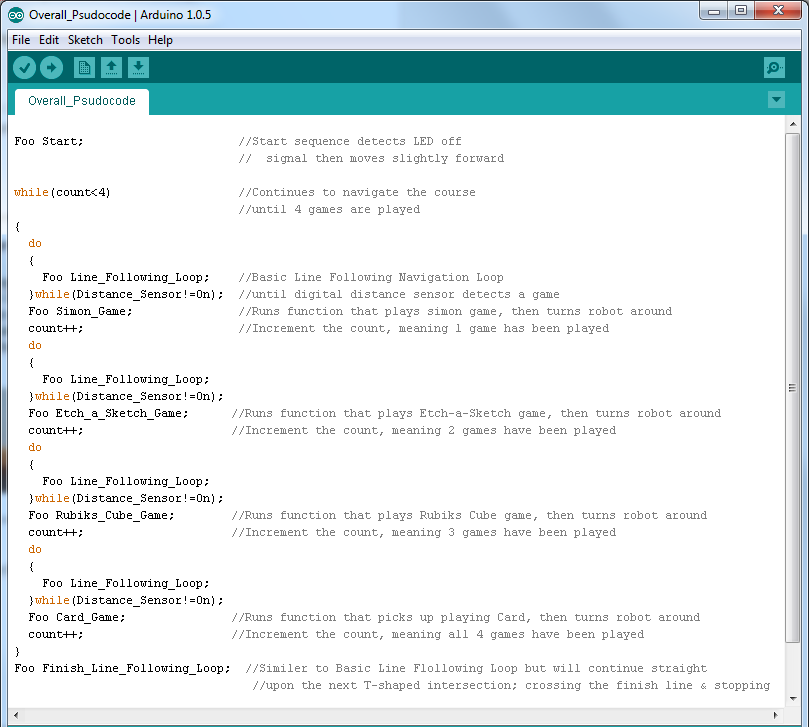 Overall_Psudocode | Arduino 1.0.5
File Edit Sketch Tools Help
Overall_Psudocode
Foo Start; //Start sequence detects LED off
// signal then moves slightly forward
while(count<4) //Continues to navigate the course
//until 4 games are played
{
do
{
Foo Line_Following_Loop; //Basic Line Following Navigation Loop
}while(Distance_Sensor!=On); //until digital distance sensor detects a game
Foo Simon_Game; //Runs function that plays simon game, then turns robot around
count++; //Increment the count, meaning 1 game has been played
do
{
Foo Line_Following_Loop;
}while(Distance_Sensor!=On);
Foo Etch_a_Sketch_Game; //Runs function that plays Etch-a-Sketch game, then turns robot around
count++; //Increment the count, meaning 2 games have been played
do
{
Foo Line_Following_Loop;
}while(Distance_Sensor!=On);
Foo Rubiks_Cube_Game; //Runs function that plays Rubiks Cube game, then turns robot around
count++; //Increment the count, meaning 3 games have been played
do
{
Foo Line_Following_Loop;
}while(Distance_Sensor!=On);
Foo Card_Game; //Runs function that picks up playing Card, then turns robot around
count++; //Increment the count, meaning all 4 games have been played
}
Foo Finish_Line_Following_Loop; //Similer to Basic Line Flollowing Loop but will continue straight
//upon the next T-shaped intersection; crossing the finish line & stopping